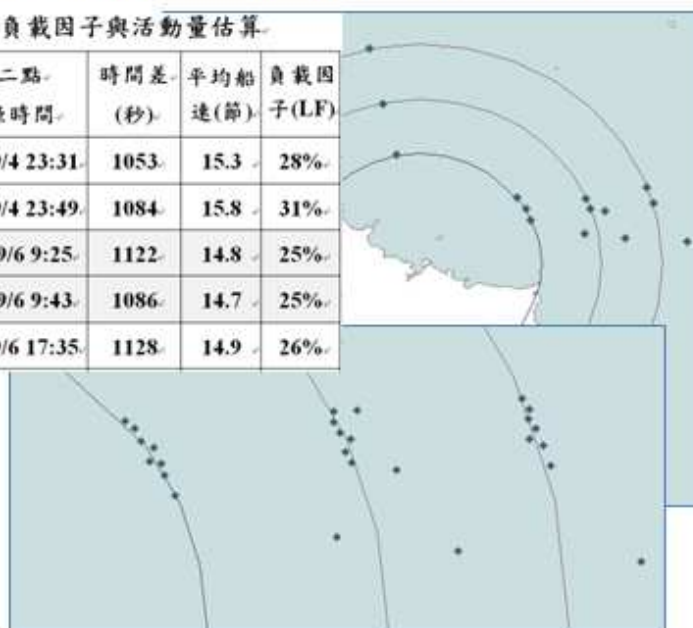 負載因子與活動量估算
二點 時間差 平均船 負載因
時間 (秒) 速(節) 子(LF)
/4 23:31 1053 15.3 28%
/4 23:49 1084 15.8 31%
9/6 9:25 1122 14.8 25%
9/6 9:43 1086 14.7 25%
/6 17:35 1128 14.9 26%